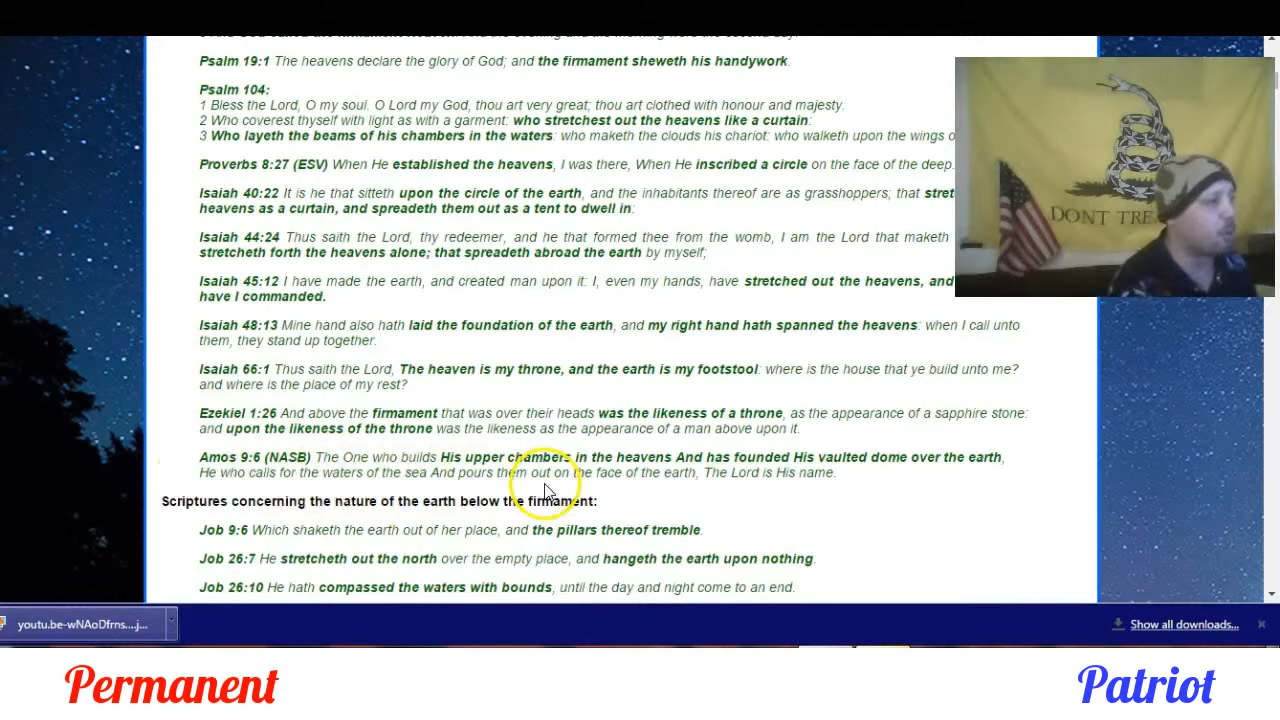 Psalm 19:1 The heavens declare the glory of God; and the firmament sheweth his handywork.
Psalm 104:
1 Bless the Lord, O my soul. O Lord my God, thou art very great; thou art clothed with honour and majesty.
2 Who coverest thyself with light as with a garment: who stretchest out the heavens like a curtain:
3 Who layeth the beams of his chambers in the waters: who maketh the clouds his chariot: who walketh upon the wings o
Proverbs 8:27 (ESV) When He established the heavens, I was there, When He inscribed a circle on the face of the deep.
Isaiah 40:22 It is he that sitteth upon the circle of the earth, and the inhabitants thereof are as grasshoppers; that stret
heavens as a curtain, and spreadeth them out as a tent to dwell in:
Isaiah 44:24 Thus saith the Lord, thy redeemer, and he that formed thee from the womb, I am the Lord that maketh
stretcheth forth the heavens alone; that spreadeth abroad the earth by myself;
Isaiah 45:12 I have made the earth, and created man upon it: I, even my hands, have stretched out the heavens, and
have I commanded.
Isaiah 48:13 Mine hand also hath laid the foundation of the earth, and my right hand hath spanned the heavens: when I call unto
them, they stand up together.
Isaiah 66:1 Thus saith the Lord, The heaven is my throne, and the earth is my footstool: where is the house that ye build unto me?
and where is the place of my rest?
Ezekiel 1:26 And above the firmament that was over their heads was the likeness of a throne, as the appearance of a sapphire stone:
and upon the likeness of the throne was the likeness as the appearance of a man above upon it.
Amos 9:6 (NASB) The One who builds His upper chambers in the heavens And has founded His vaulted dome over the earth,
He who calls for the waters of the sea And pours them out on the face of the earth, The Lord is His name.
Scriptures concerning the nature of the earth below the firmament:
Job 9:6 Which shaketh the earth out of her place, and the pillars thereof tremble.
Job 26:7 He stretcheth out the north over the empty place, and hangeth the earth upon nothing.
Job 26:10 He hath compassed the waters with bounds, until the day and night come to an end.
DONT TRE
youtu.be-wNAoDfrns....j...
Show all downloads...
Permanent
Patriot